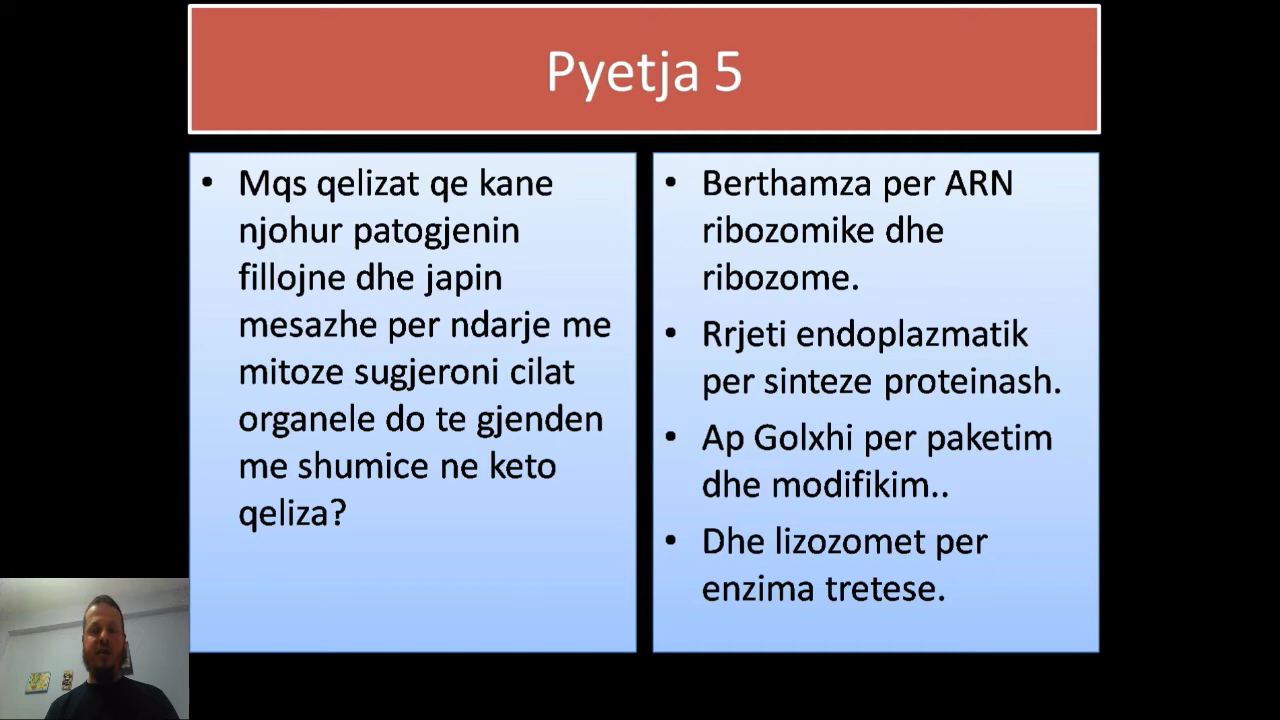 Pyetja 5
• Mqs qelizat qe kane
njohur patogjenin
fillojne dhe japin
mesazhe per ndarje me
mitoze sugjeroni cilat
organele do te gjenden
me shumice ne keto
qeliza?
• Berthamza per ARN
ribozomike dhe
ribozome.
• Rrjeti endoplazmatik
per sinteze proteinash.
• Ap Golxhi per paketim
dhe modifikim..
• Dhe lizozomet per
enzima tretese.